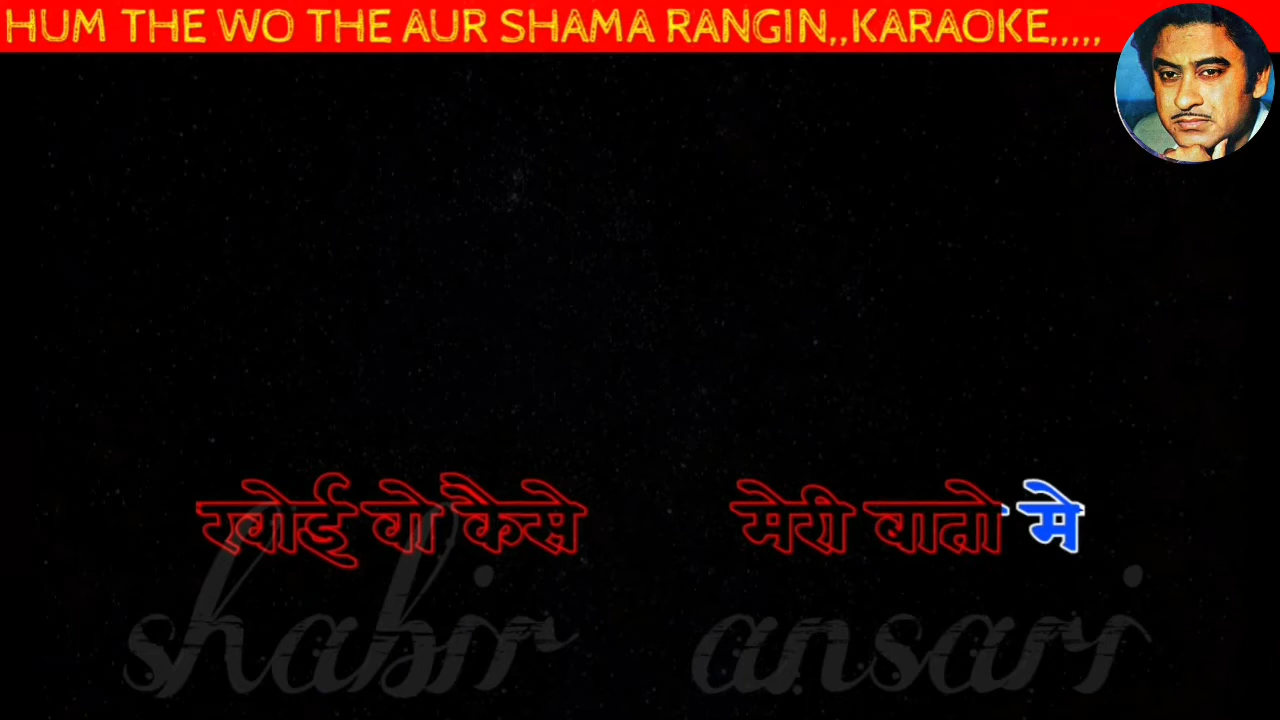 HUM THE WO THE AUR SHAMA RANGIN,,KARAOKE,,,,,
खोई वो कैसे मेरी बातो मे
shabir ansari